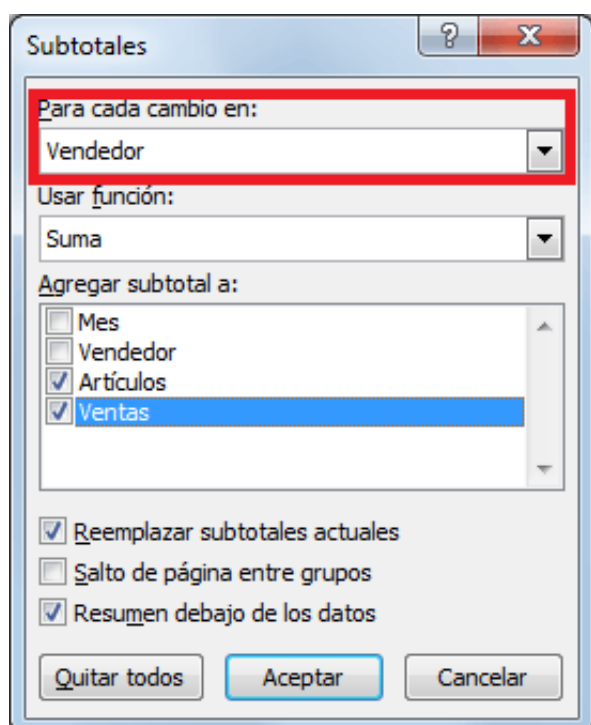 Subtotales
Para cada cambio en:
Vendedor
Usar función:
Suma
Agregar subtotal a:
Mes
Vendedor
Artículos
Ventas
Reemplazar subtotales actuales
Salto de página entre grupos
Resumen debajo de los datos
Quitar todos Aceptar Cancelar